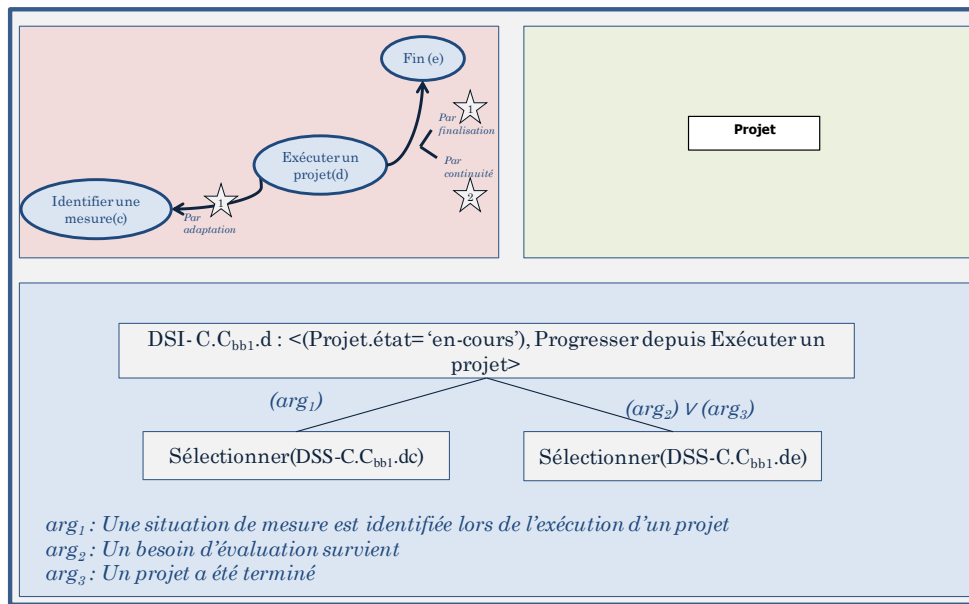 Fin (e)
1
Par
finalisation
Exécuter un
projet(d)
Par
continuité
2
Identifier une
mesure(c)
1
Par
adaptation
Projet
DSI- C.Cbb1.d : <(Projet.état= ‘en-cours’), Progresser depuis Exécuter un
projet>
(arg1)
(arg2) V (arg3)
Sélectionner(DSS-C.Cbb1.dc)
Sélectionner(DSS-C.Cbb1.de)
arg1 : Une situation de mesure est identifiée lors de l’exécution d’un projet
arg2 : Un besoin d’évaluation survient
arg3 : Un projet a été terminé